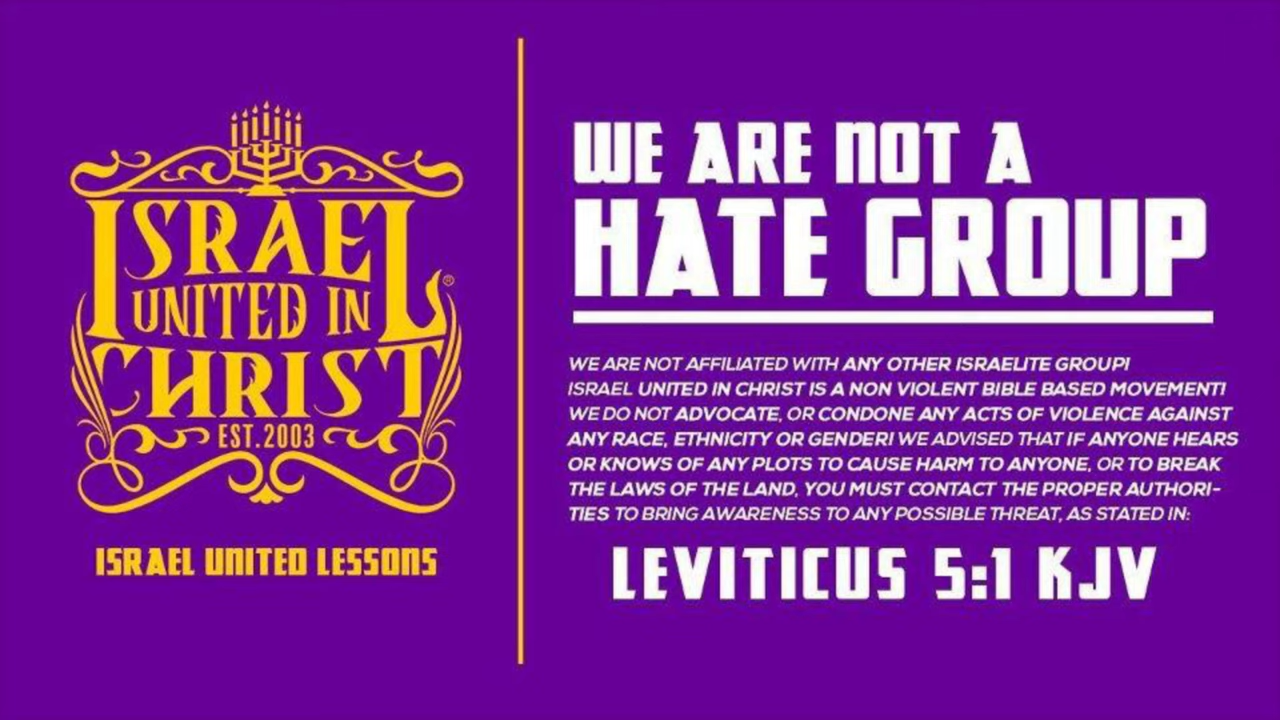 ISRAEL
UNITED IN
CHRIST
EST.2003
ISRAEL UNITED LESSONS
WE ARE NOT A
HATE GROUP
WE ARE NOT AFFILIATED WITH ANY OTHER ISRAELITE GROUP!
ISRAEL UNITED IN CHRIST IS A NON VIOLENT BIBLE BASED MOVEMENT!
WE DO NOT ADVOCATE, OR CONDONE ANY ACTS OF VIOLENCE AGAINST
ANY RACE, ETHNICITY OR GENDER! WE ADVISED THAT IF ANYONE HEARS
OR KNOWS OF ANY PLOTS TO CAUSE HARM TO ANYONE, OR TO BREAK
THE LAWS OF THE LAND, YOU MUST CONTACT THE PROPER AUTHORI-
TIES TO BRING AWARENESS TO ANY POSSIBLE THREAT, AS STATED IN:
LEVITICUS 5:1 KJV